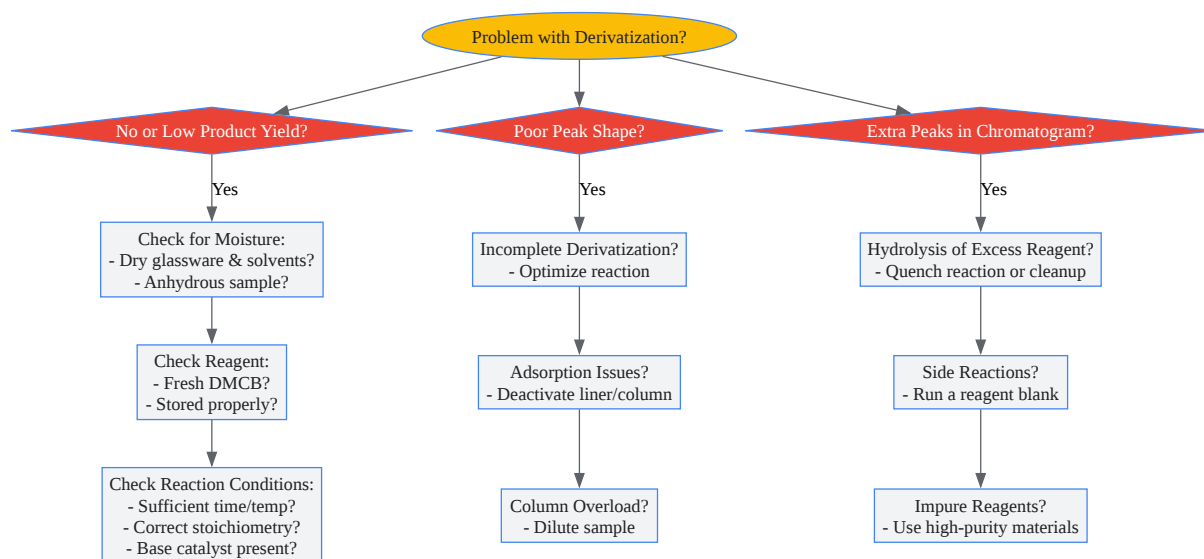 Problem with Derivatization?
No or Low Product Yield?
Poor Peak Shape?
Extra Peaks in Chromatogram?
Yes
Yes
Yes
Check for Moisture:
- Dry glassware & solvents?
- Anhydrous sample?
Incomplete Derivatization?
- Optimize reaction
Hydrolysis of Excess Reagent?
- Quench reaction or cleanup
Check Reagent:
- Fresh DMCB?
- Stored properly?
Adsorption Issues?
- Deactivate liner/column
Side Reactions?
- Run a reagent blank
Check Reaction Conditions:
- Sufficient time/temp?
- Correct stoichiometry?
- Base catalyst present?
Column Overload?
- Dilute sample
Impure Reagents?
- Use high-purity materials